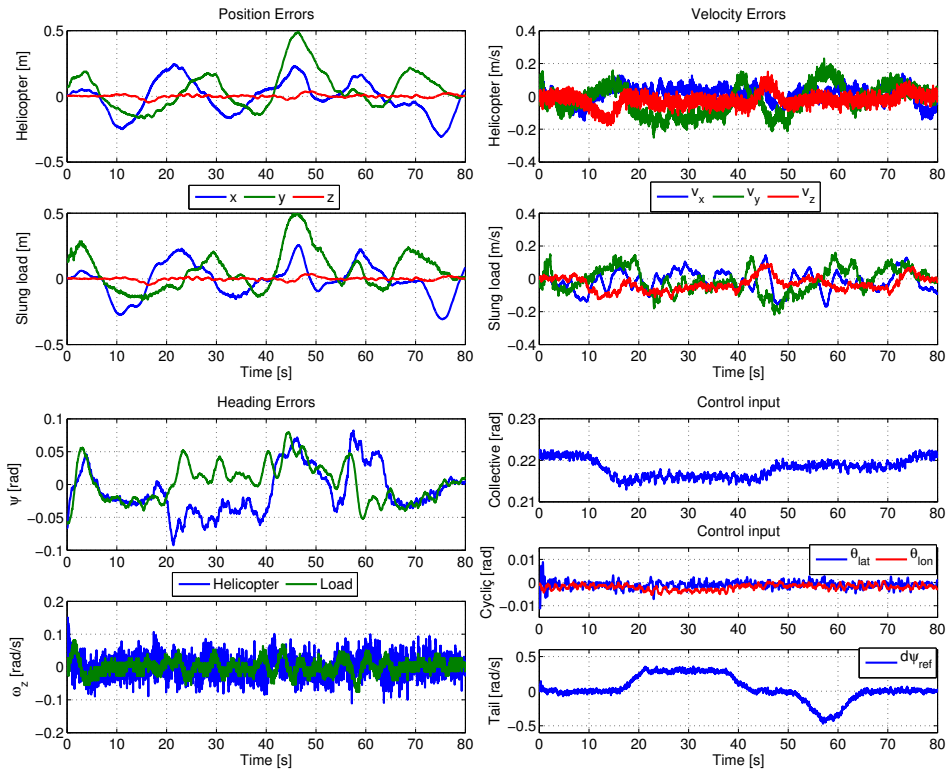 Position Errors
Helicopter [m]
0.5
0
−0.5
0 10 20 30 40 50 60 70 80
x y z
Slung load [m]
0.5
0
−0.5
0 10 20 30 40 50 60 70 80
Time [s]
Velocity Errors
Helicopter [m/s]
0.4
0.2
0
−0.2
−0.4
0 10 20 30 40 50 60 70 80
v_x v_y v_z
Slung load [m/s]
0.4
0.2
0
−0.2
−0.4
0 10 20 30 40 50 60 70 80
Time [s]
Heading Errors
ψ [rad]
0.1
0.05
0
−0.05
−0.1
0 10 20 30 40 50 60 70 80
Helicopter Load
ω_z [rad/s]
0.2
0.1
0
−0.1
−0.2
0 10 20 30 40 50 60 70 80
Time [s]
Control input
Collective [rad]
0.23
0.22
0.21
0 10 20 30 40 50 60 70 80
Control input
Cyclic [rad]
0.01
0
−0.01
θ_lat θ_lon
0 10 20 30 40 50 60 70 80
Tail [rad/s]
0.5
0
−0.5
dψ_ref
0 10 20 30 40 50 60 70 80
Time [s]